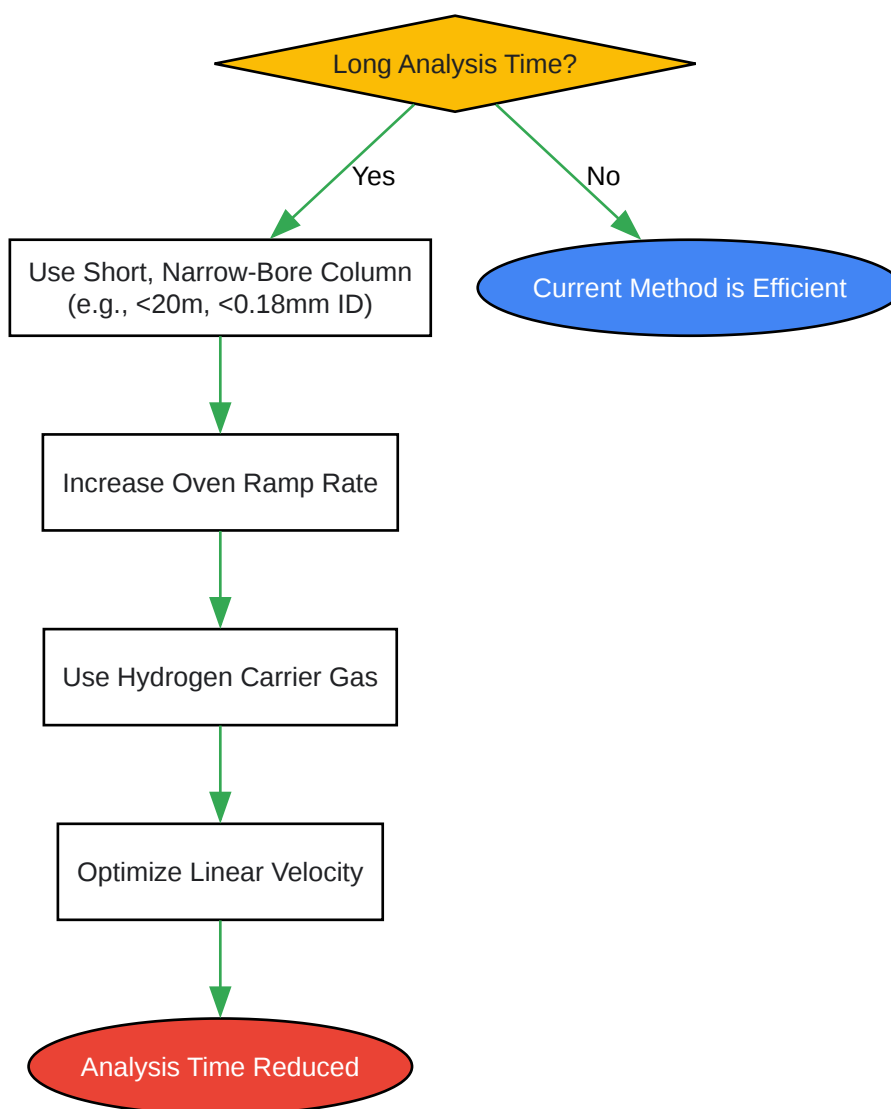 Long Analysis Time?
Yes
No
Use Short, Narrow-Bore Column
(e.g., <20m, <0.18mm ID)
Current Method is Efficient
Increase Oven Ramp Rate
Use Hydrogen Carrier Gas
Optimize Linear Velocity
Analysis Time Reduced